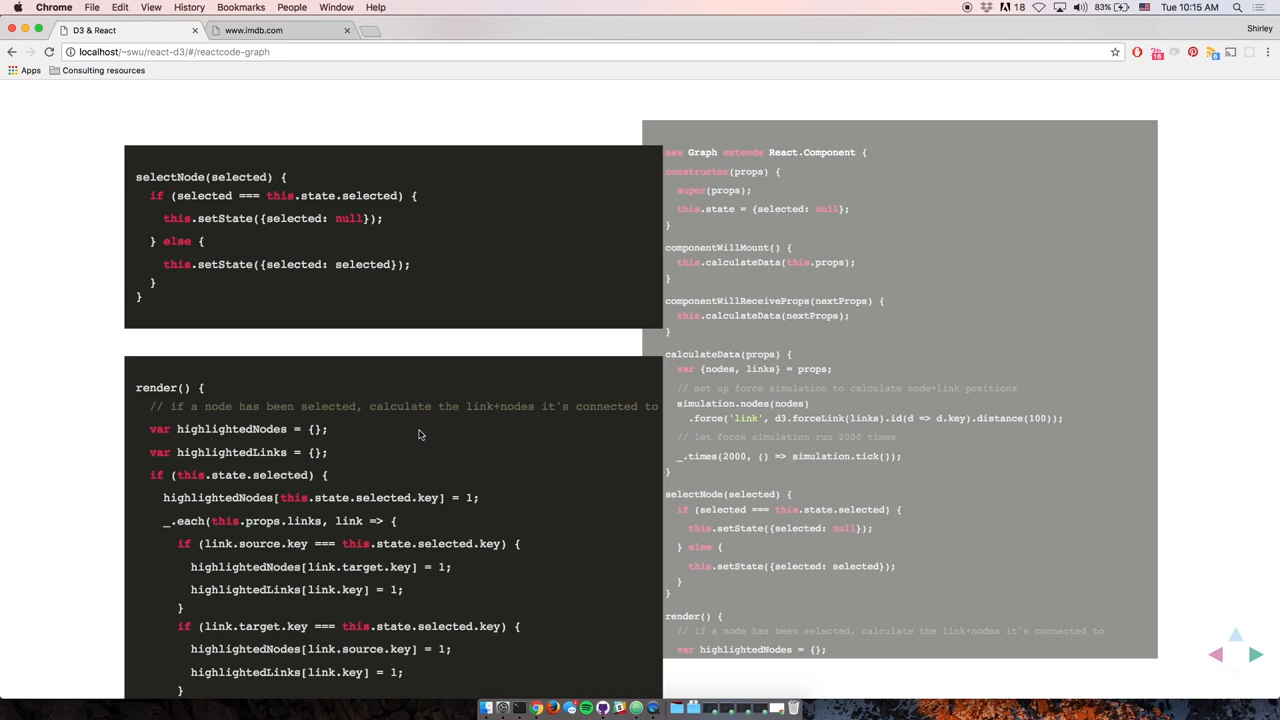 Chrome File Edit View History Bookmarks People Window Help
18 83% Tue 10:15 AM
D3 & React
www.imdb.com
Shirley
localhost/~swu/react-d3/#/reactcode-graph
Apps Consulting resources
selectNode(selected) {
if (selected === this.state.selected) {
this.setState({selected: null});
} else {
this.setState({selected: selected});
}
}
render() {
// if a node has been selected, calculate the link+nodes it's connected to
var highlightedNodes = {};
var highlightedLinks = {};
if (this.state.selected) {
highlightedNodes[this.state.selected.key] = 1;
_.each(this.props.links, link => {
if (link.source.key === this.state.selected.key) {
highlightedNodes[link.target.key] = 1;
highlightedLinks[link.key] = 1;
}
if (link.target.key === this.state.selected.key) {
highlightedNodes[link.source.key] = 1;
highlightedLinks[link.key] = 1;
}
ass Graph extends React.Component {
constructor(props) {
super(props);
this.state = {selected: null};
}
componentWillMount() {
this.calculateData(this.props);
}
componentWillReceiveProps(nextProps) {
this.calculateData(nextProps);
}
calculateData(props) {
var {nodes, links} = props;
// set up force simulation to calculate node+link positions
simulation.nodes(nodes)
.force('link', d3.forceLink(links).id(d => d.key).distance(100));
// let force simulation run 2000 times
_.times(2000, () => simulation.tick());
}
selectNode(selected) {
if (selected === this.state.selected) {
this.setState({selected: null});
} else {
this.setState({selected: selected});
}
}
render() {
// if a node has been selected, calculate the link+nodes it's connected to
var highlightedNodes = {};